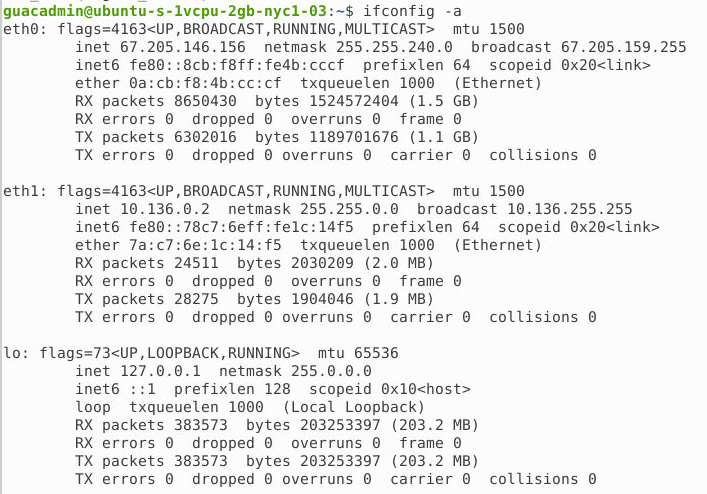 guacadmin@ubuntu-s-1vcpu-2gb-nyc1-03:~$ ifconfig -a
eth0: flags=4163<UP,BROADCAST,RUNNING,MULTICAST>  mtu 1500
        inet 67.205.146.156  netmask 255.255.240.0  broadcast 67.205.159.255
        inet6 fe80::8cb:f8ff:fe4b:cccf  prefixlen 64  scopeid 0x20<link>
        ether 0a:cb:f8:4b:cc:cf  txqueuelen 1000  (Ethernet)
        RX packets 8650430  bytes 1524572404 (1.5 GB)
        RX errors 0  dropped 0  overruns 0  frame 0
        TX packets 6302016  bytes 1189701676 (1.1 GB)
        TX errors 0  dropped 0 overruns 0  carrier 0  collisions 0

eth1: flags=4163<UP,BROADCAST,RUNNING,MULTICAST>  mtu 1500
        inet 10.136.0.2  netmask 255.255.0.0  broadcast 10.136.255.255
        inet6 fe80::78c7:6eff:fe1c:14f5  prefixlen 64  scopeid 0x20<link>
        ether 7a:c7:6e:1c:14:f5  txqueuelen 1000  (Ethernet)
        RX packets 24511  bytes 2030209 (2.0 MB)
        RX errors 0  dropped 0  overruns 0  frame 0
        TX packets 28275  bytes 1904046 (1.9 MB)
        TX errors 0  dropped 0 overruns 0  carrier 0  collisions 0

lo: flags=73<UP,LOOPBACK,RUNNING>  mtu 65536
        inet 127.0.0.1  netmask 255.0.0.0
        inet6 ::1  prefixlen 128  scopeid 0x10<host>
        loop  txqueuelen 1000  (Local Loopback)
        RX packets 383573  bytes 203253397 (203.2 MB)
        RX errors 0  dropped 0  overruns 0  frame 0
        TX packets 383573  bytes 203253397 (203.2 MB)
        TX errors 0  dropped 0 overruns 0  carrier 0  collisions 0